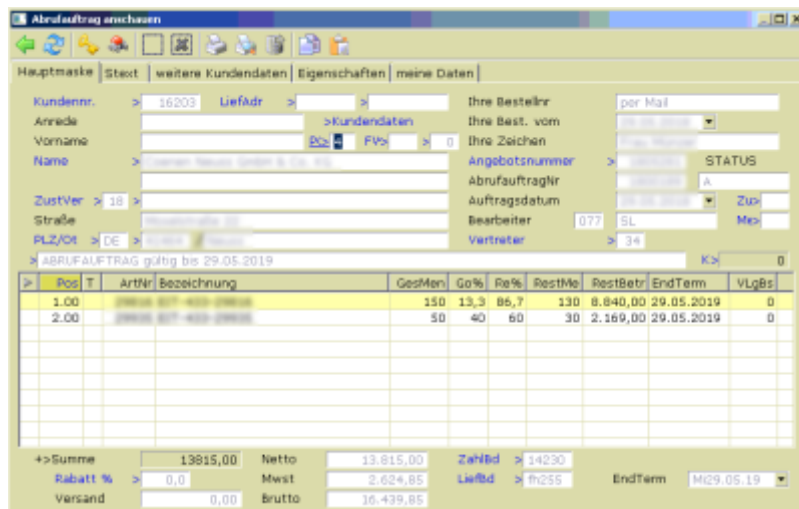 Abrufauftrag anschauen
Hauptmaske Stext weitere Kundendaten Eigenschaften meine Daten
Kundennr. > 16203 LiefAdr > > Ihre Bestellnr per Mail
Anrede >Kundendaten Ihre Best. vom
Vorname PC> 4 FV> > 0 Ihre Zeichen
Name > Angebotsnummer > STATUS
AbrufauftragNr A
ZustVer > 18 > Auftragsdatum Zu>
Straße Bearbeiter 077 SL Me>
PLZ/Ot > DE > / Vertreter > 34
> ABRUFAUFTRAG gültig bis 29.05.2019 K> 0
> Pos T ArtNr Bezeichnung GesMen Go% Re% RestMe RestBetr EndTerm VLgBs
1.00 150 13,3 86,7 130 8.840,00 29.05.2019 0
2.00 50 40 60 30 2.169,00 29.05.2019 0
+>Summe 13815,00 Netto 13.815,00 ZahlBd > 14230
Rabatt % > 0,0 Mwst 2.624,85 LiefBd > fh255 EndTerm Mi29.05.19
Versand 0,00 Brutto 16.439,85